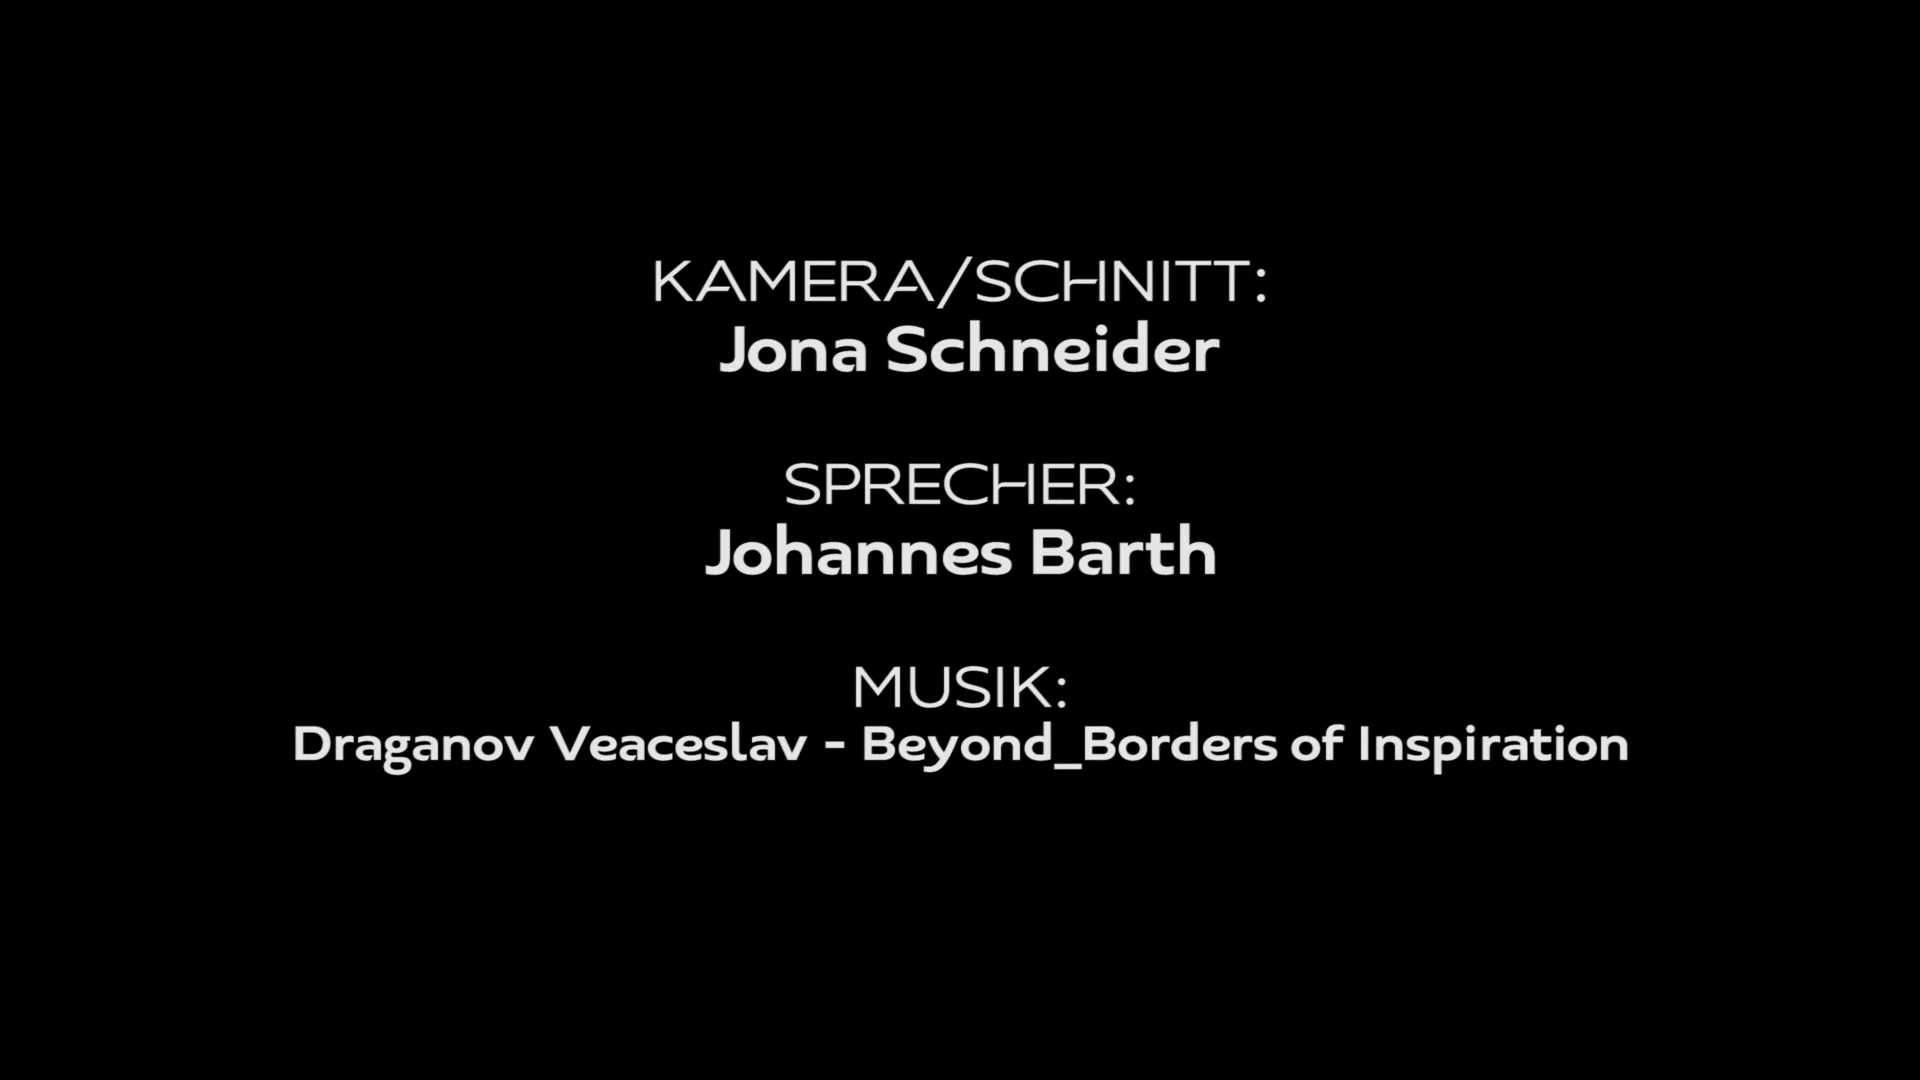 KAMERA/SCHNITT:
Jona Schneider
SPRECHER:
Johannes Barth
MUSIK:
Draganov Veaceslav - Beyond_Borders of Inspiration